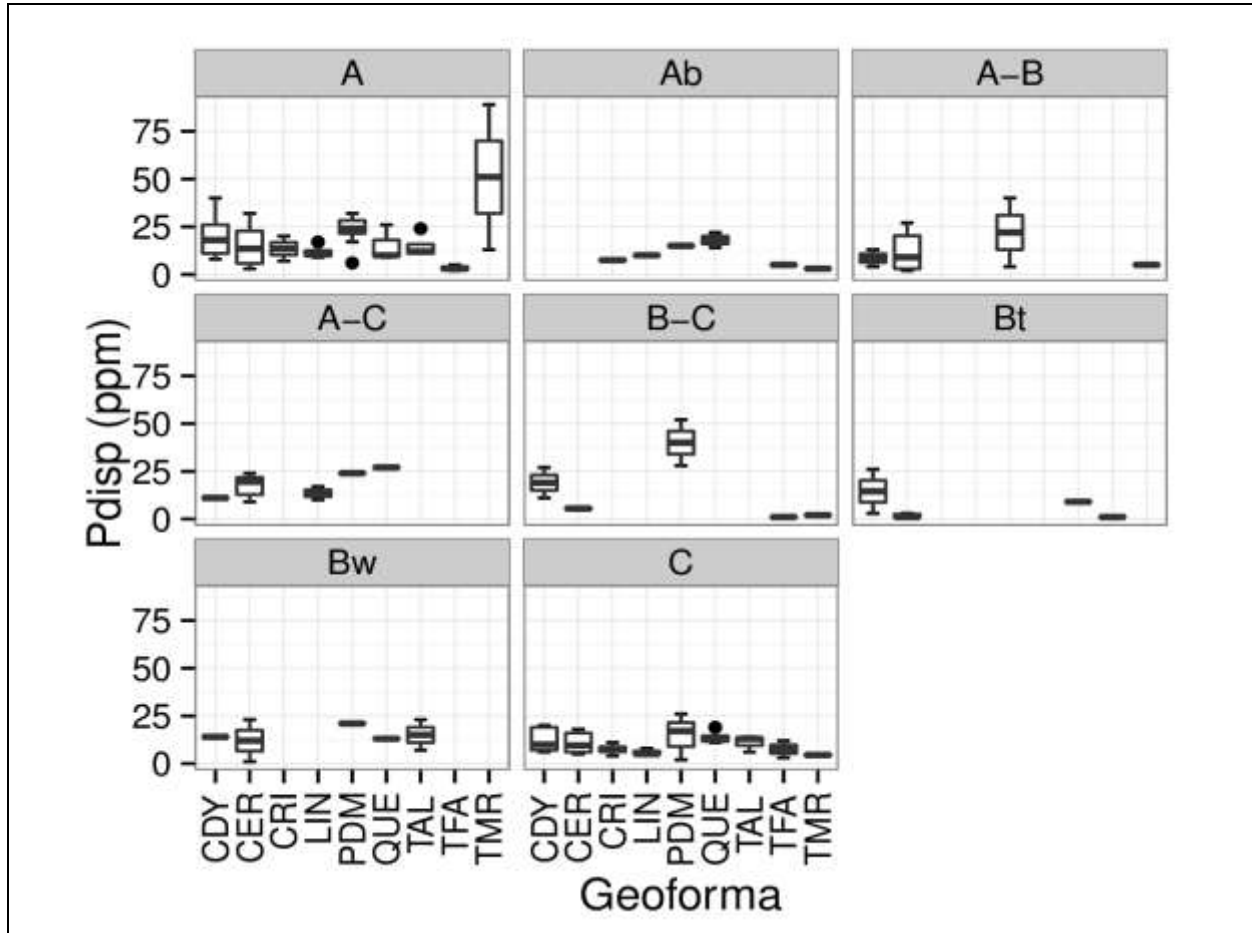 A Ab A–B
75
50
25
0
A–C B–C Bt
75
50
25
0
Pdisp (ppm)
Bw C
75
50
25
0
CDY CER CRI LIN PDM QUE TAL TFA TMR CDY CER CRI LIN PDM QUE TAL TFA TMR
Geoforma